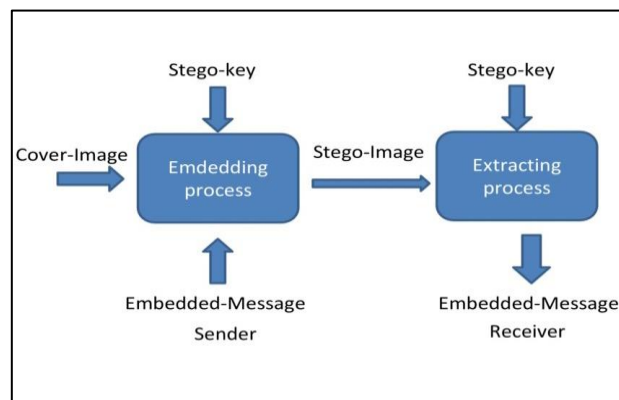 Stego-key
Stego-key
Cover-Image
Emdedding
process
Stego-Image
Extracting
process
Embedded-Message
Sender
Embedded-Message
Receiver